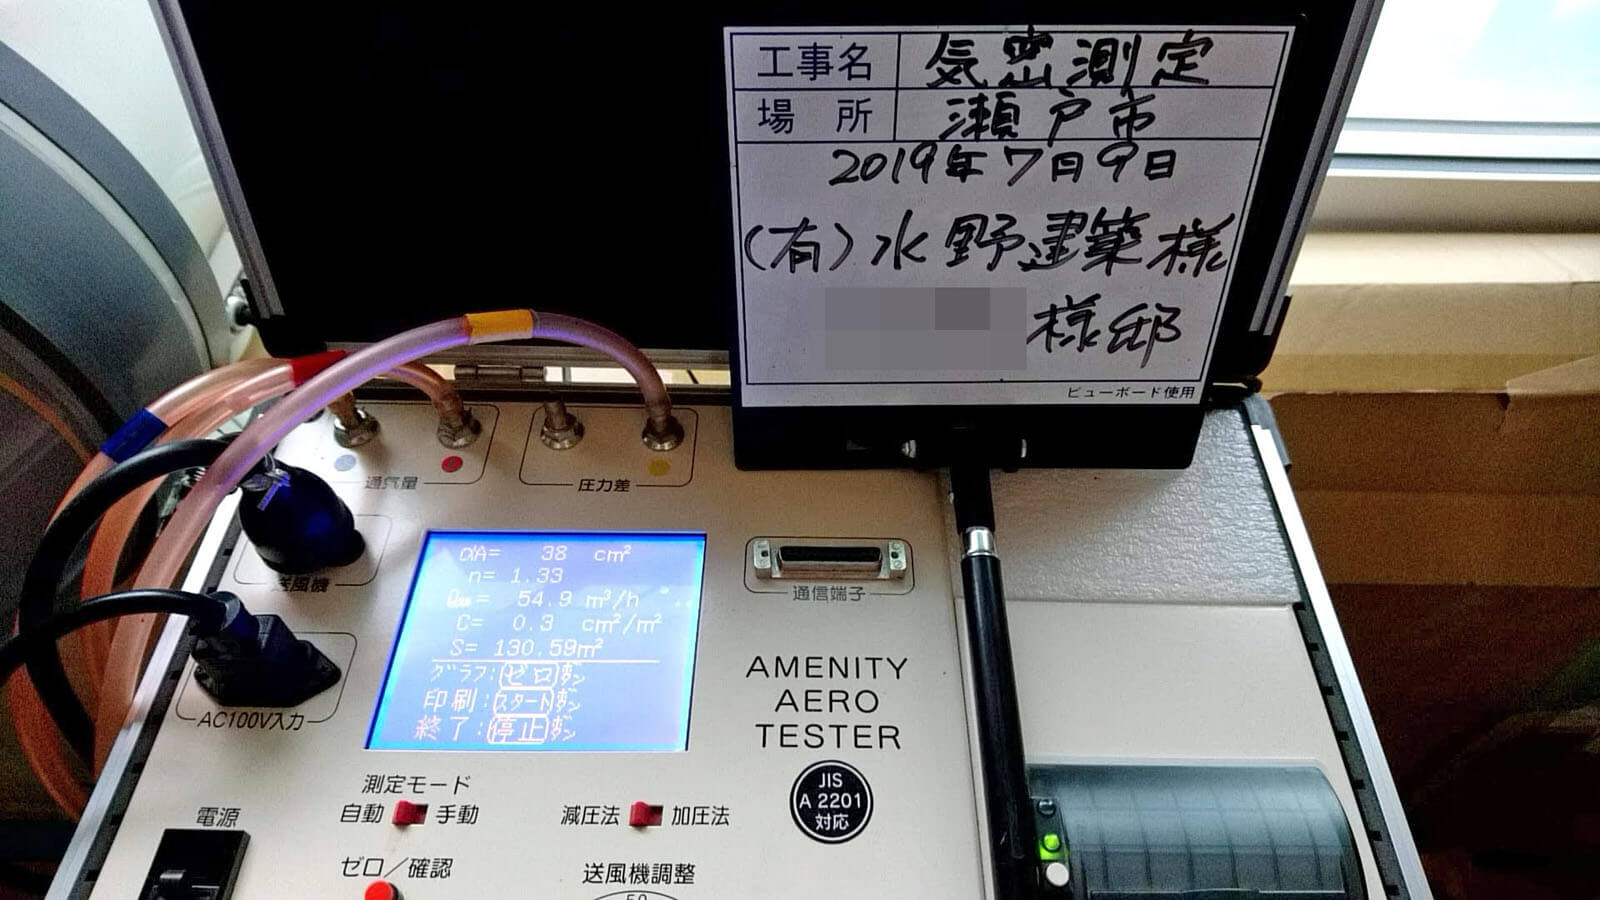 工事名 気密測定
場 所 瀬戸市
2019年7月9日
(有)水野建築様
様邸
ビューボード使用
通気量
圧力差
送風機
AC100V入力
αA= 38 cm²
n= 1.33
= 54.9 m³/h
C= 0.3 cm²/m²
S= 130.59m²
グラフ:ゼロボタン
印刷:スタートボタン
終了:停止ボタン
通信端子
AMENITY
AERO
TESTER
JIS
A 2201
対応
測定モード
自動 手動
減圧法 加圧法
電源
ゼロ／確認
送風機調整
50